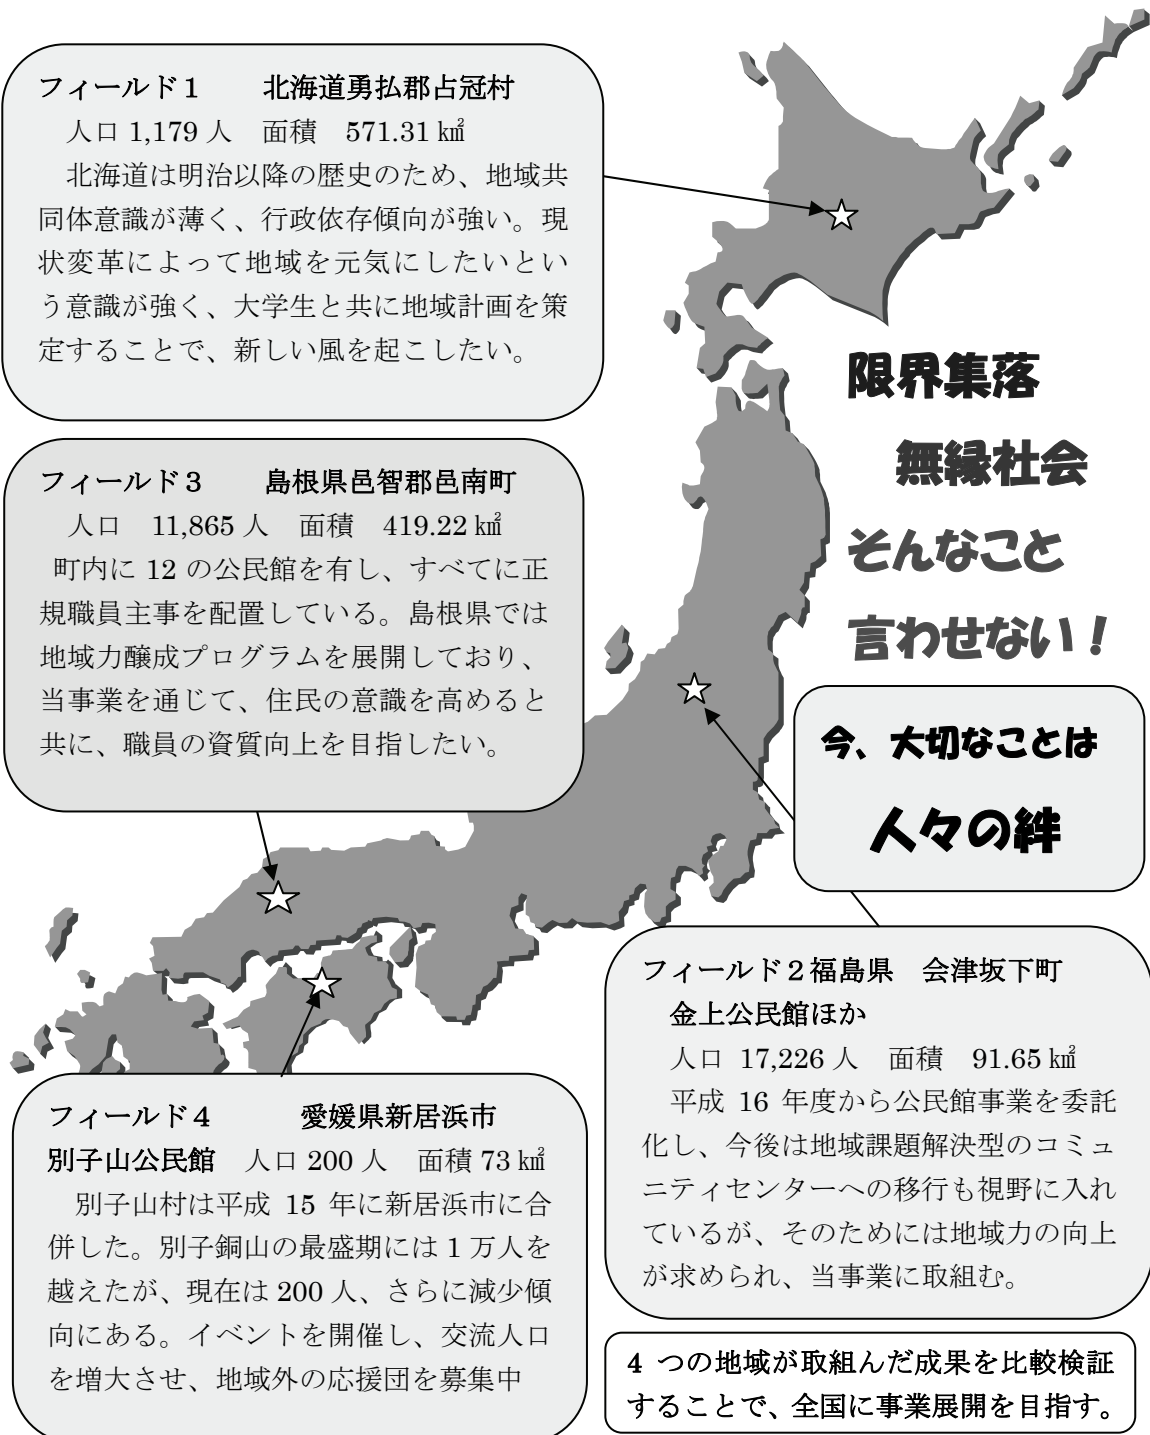 フィールド1　北海道勇払郡占冠村
人口 1,179 人　面積　571.31 ㎢
北海道は明治以降の歴史のため、地域共
同体意識が薄く、行政依存傾向が強い。現
状変革によって地域を元気にしたいとい
う意識が強く、大学生と共に地域計画を策
定することで、新しい風を起こしたい。
限界集落
無縁社会
そんなこと
言わせない！
フィールド3　島根県邑智郡邑南町
人口　11,865 人　面積　419.22 ㎢
町内に 12 の公民館を有し、すべてに正
規職員主事を配置している。島根県では
地域力醸成プログラムを展開しており、
当事業を通じて、住民の意識を高めると
共に、職員の資質向上を目指したい。
今、大切なことは
人々の絆
フィールド2福島県　会津坂下町
金上公民館ほか
人口 17,226 人　面積　91.65 ㎢
平成 16 年度から公民館事業を委託
化し、今後は地域課題解決型のコミュ
ニティセンターへの移行も視野に入れ
ているが、そのためには地域力の向上
が求められ、当事業に取組む。
フィールド4　愛媛県新居浜市
別子山公民館　人口 200 人　面積 73 ㎢
別子山村は平成 15 年に新居浜市に合
併した。別子銅山の最盛期には 1 万人を
越えたが、現在は 200 人、さらに減少傾
向にある。イベントを開催し、交流人口
を増大させ、地域外の応援団を募集中
4 つの地域が取組んだ成果を比較検証
することで、全国に事業展開を目指す。